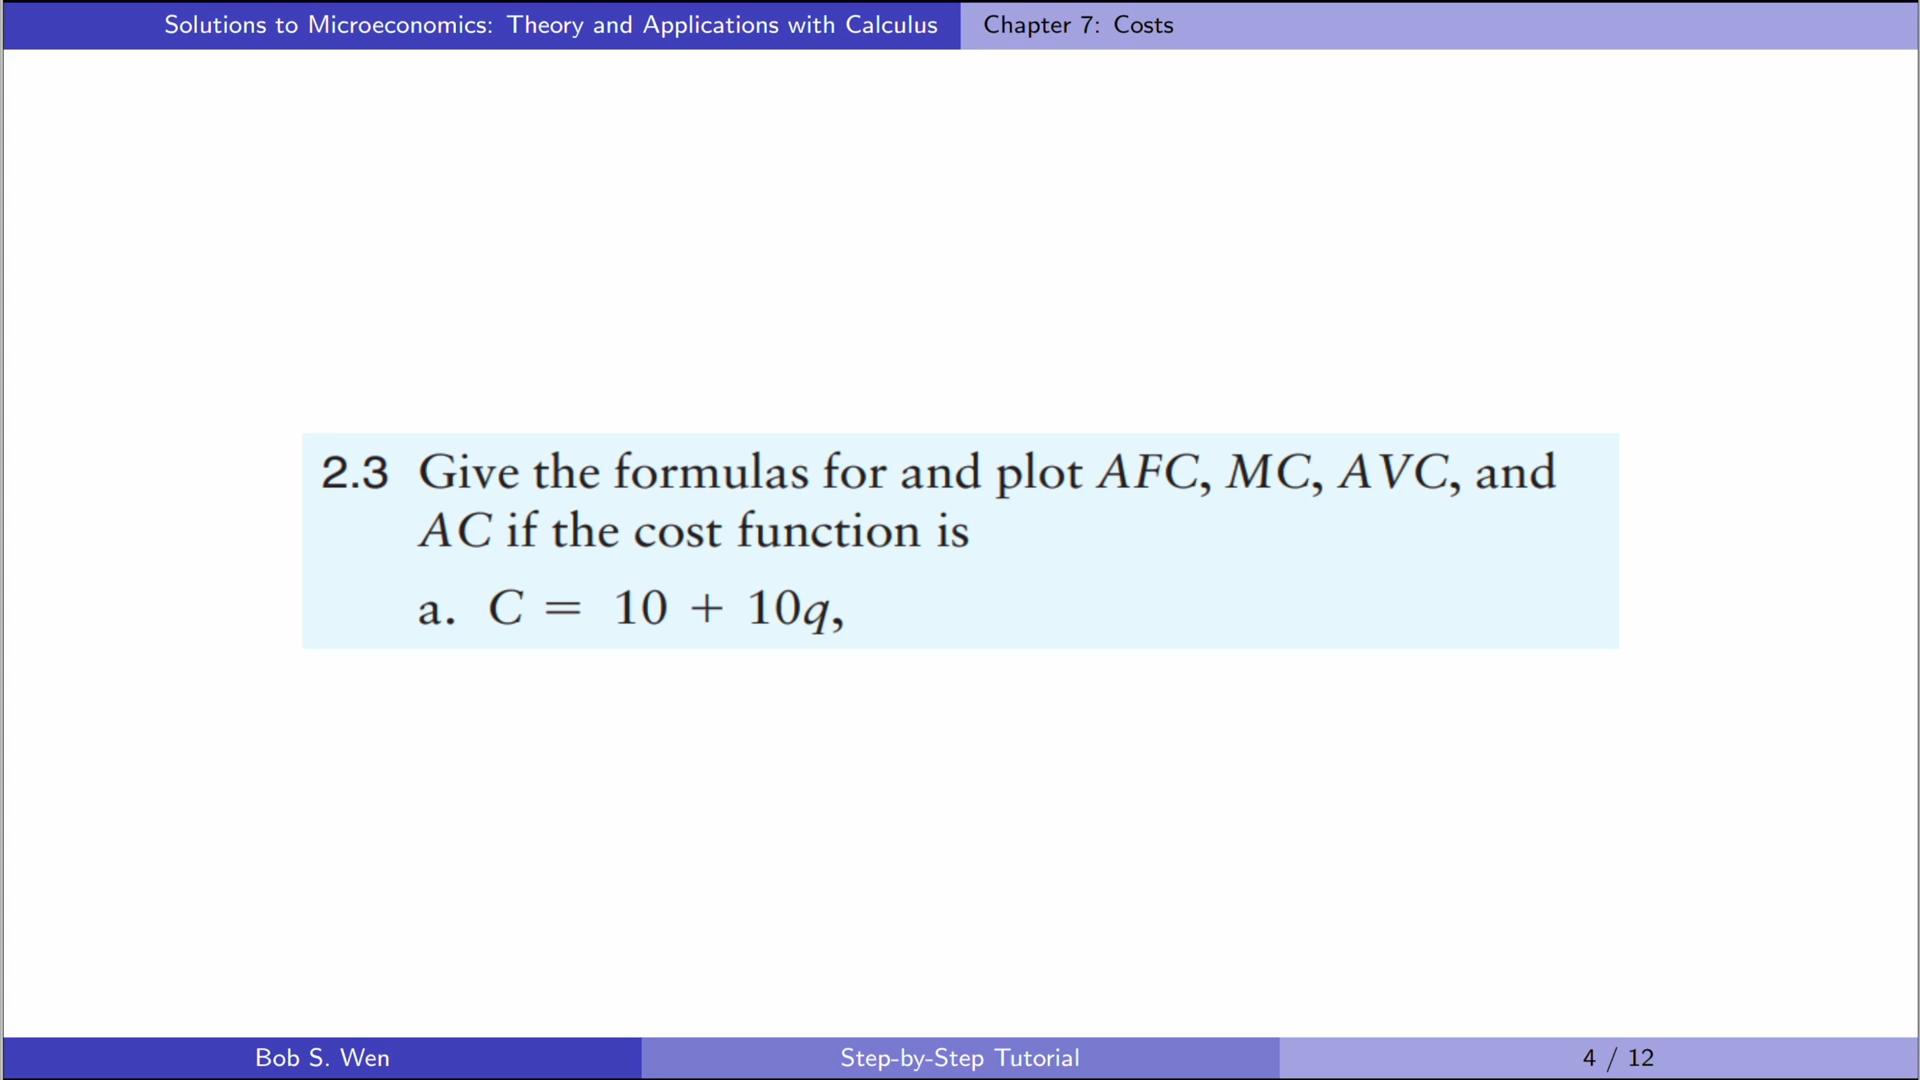 Solutions to Microeconomics: Theory and Applications with Calculus
Chapter 7: Costs
2.3 Give the formulas for and plot AFC, MC, AVC, and
AC if the cost function is
a. C = 10 + 10q,
Bob S. Wen
Step-by-Step Tutorial
4 / 12